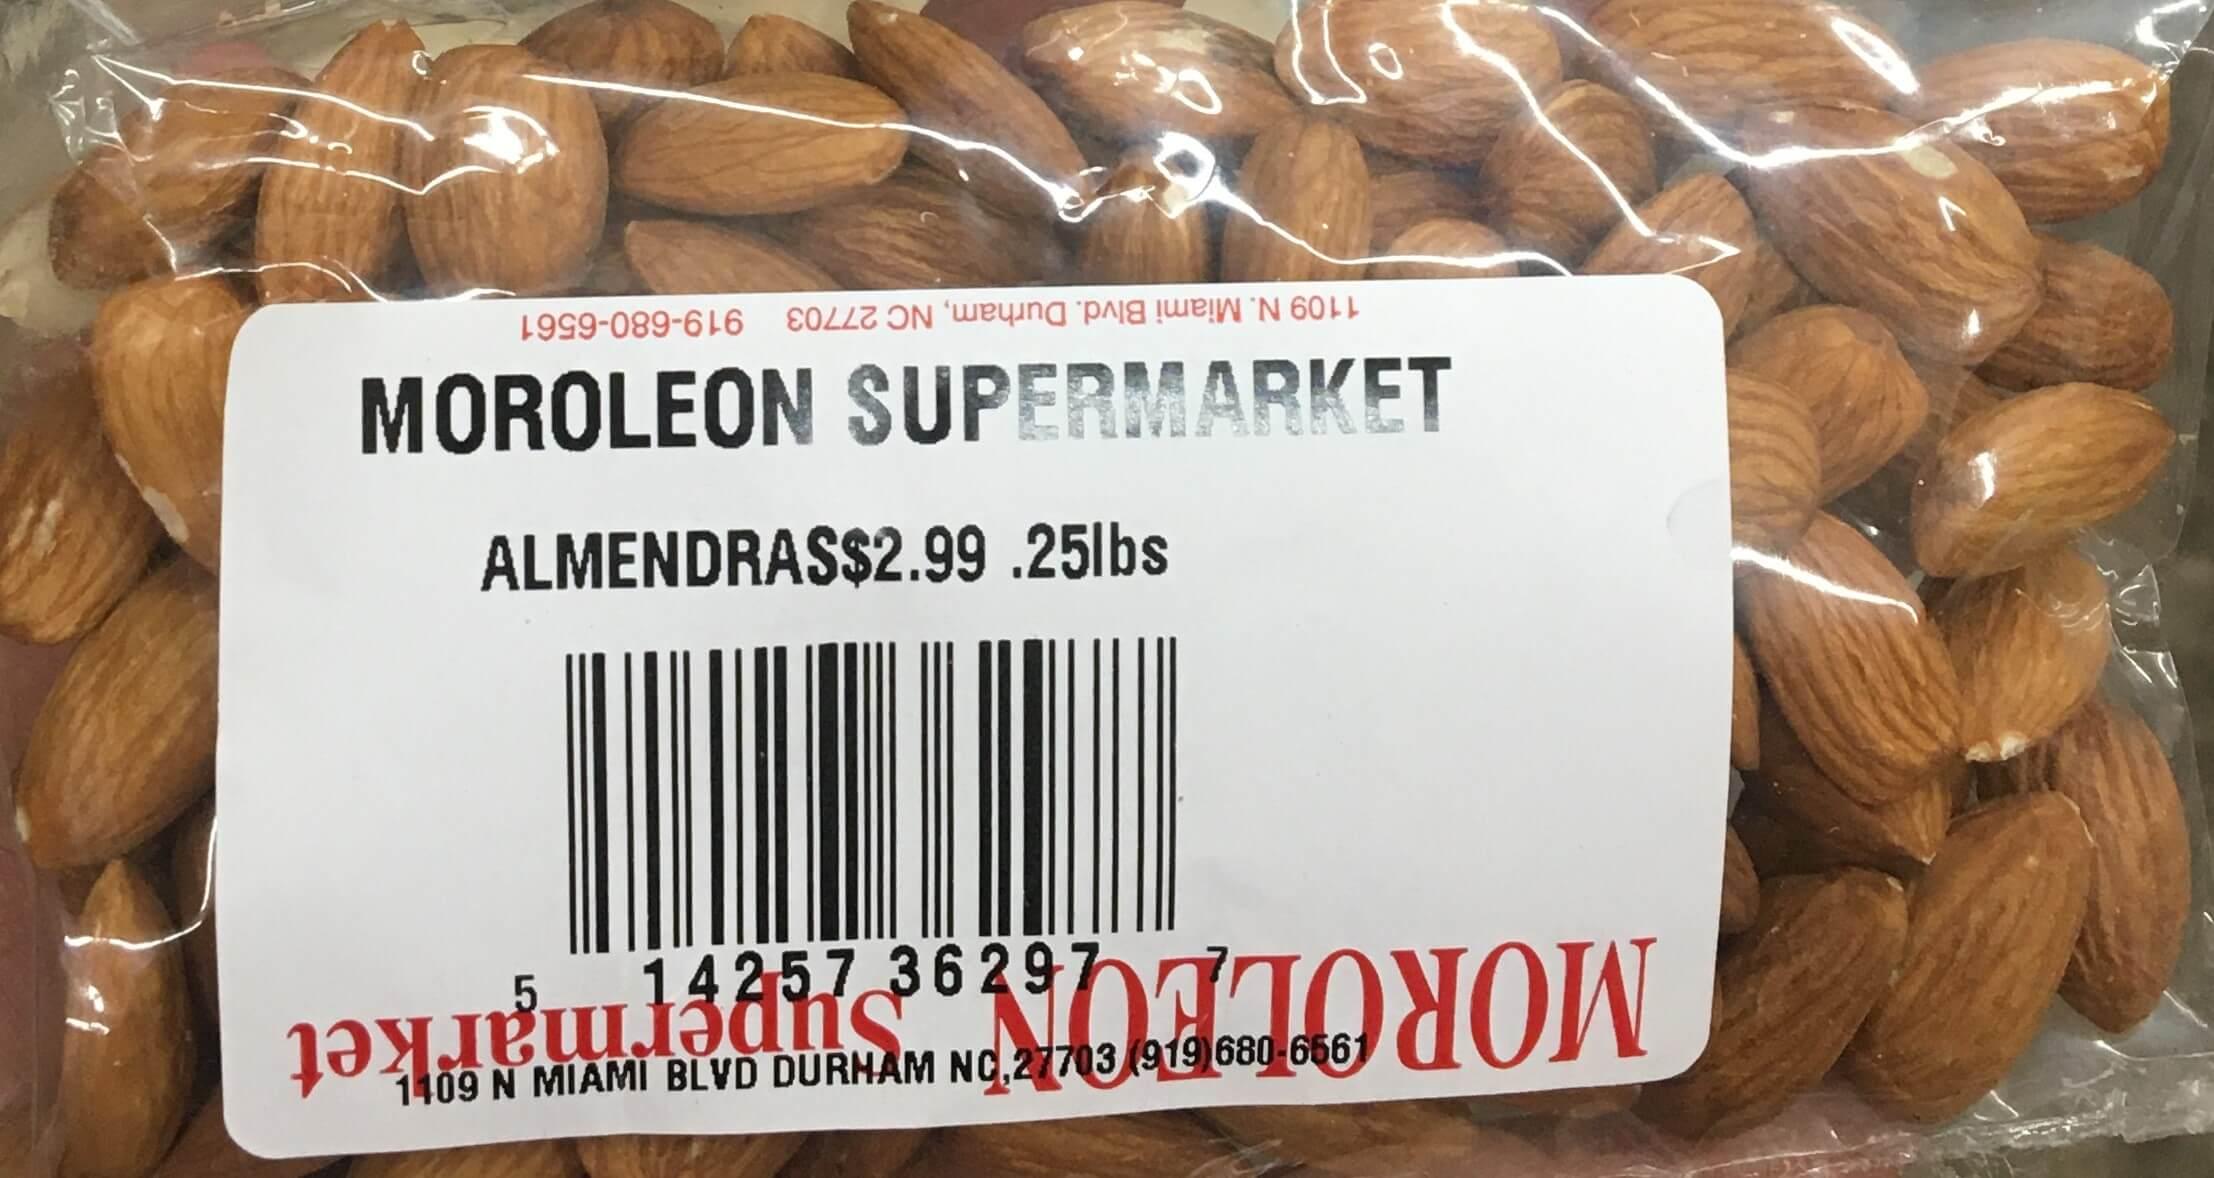 1109 N. Miami Blvd. Durham, NC 27703 919-680-6561
MOROLEON SUPERMARKET
ALMENDRAS$2.99 .25lbs
5 14257 36297 7
MOROLEON Supermarket
1109 N MIAMI BLVD DURHAM NC,27703 (919)680-6561